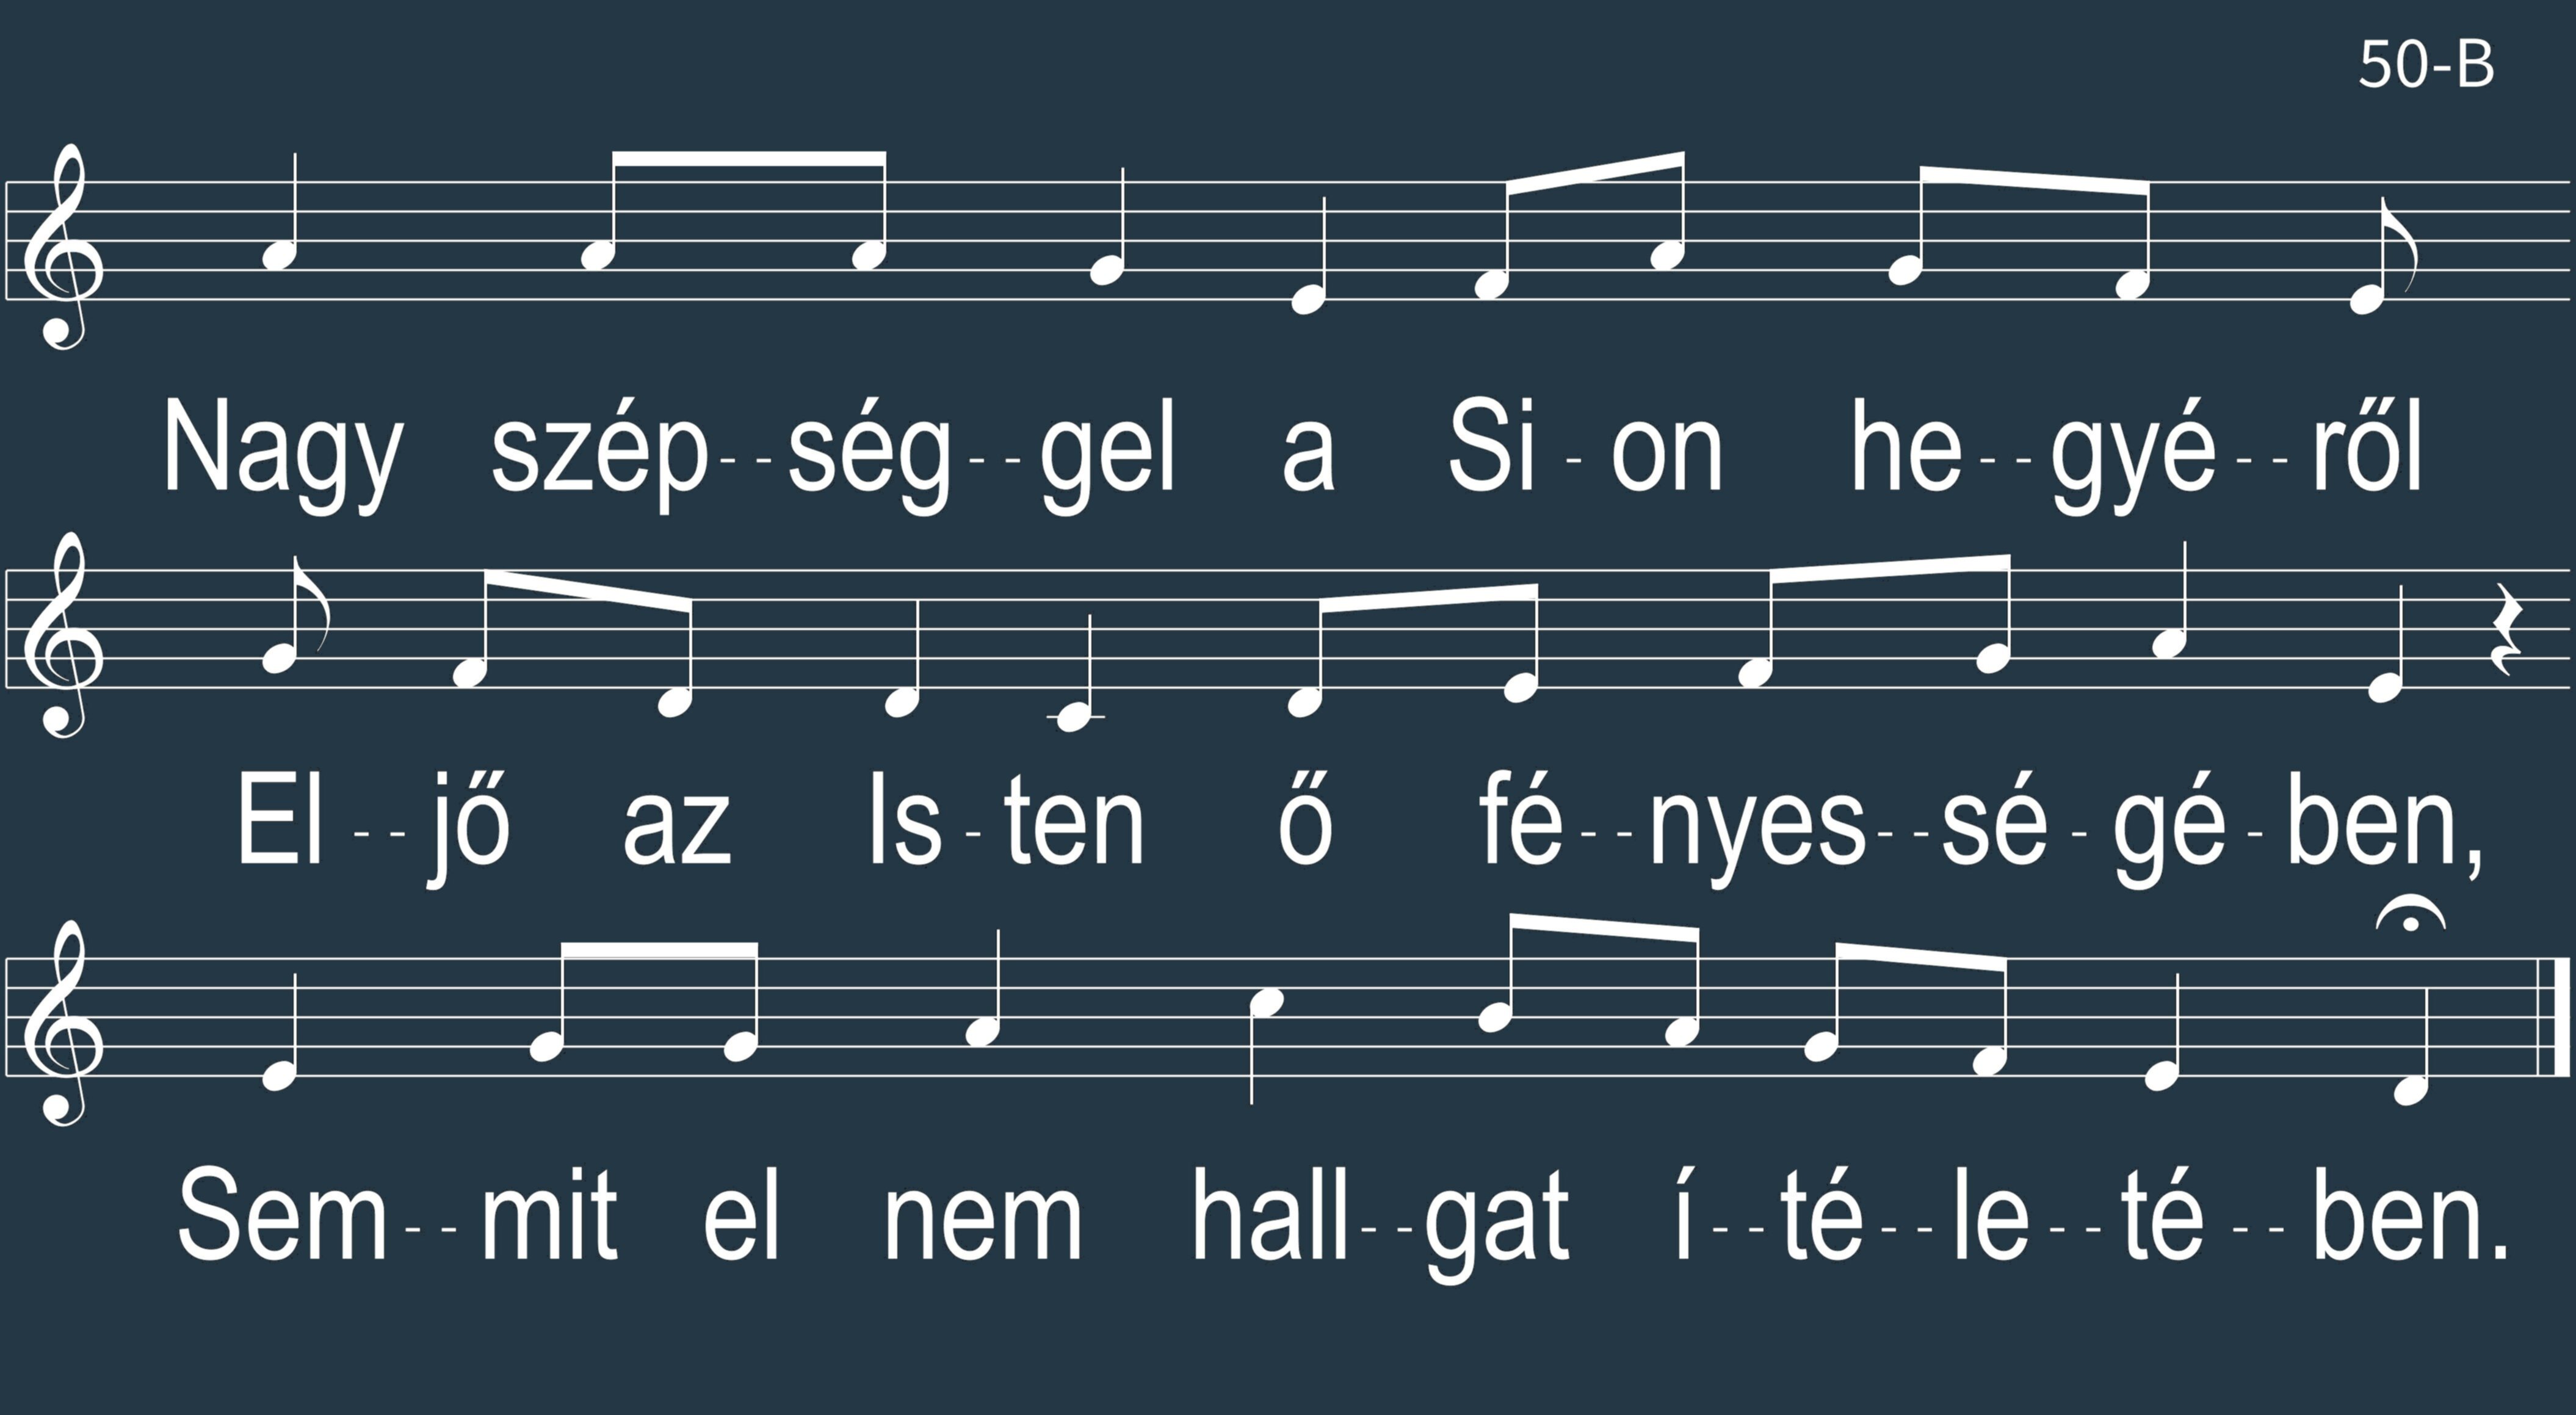 50-B
Nagy szép--ség--gel a Si-on he--gyé--ről
El--jő az Is-ten ő fé--nyes--sé-gé-ben,
Sem--mit el nem hall--gat í--té--le--té--ben.